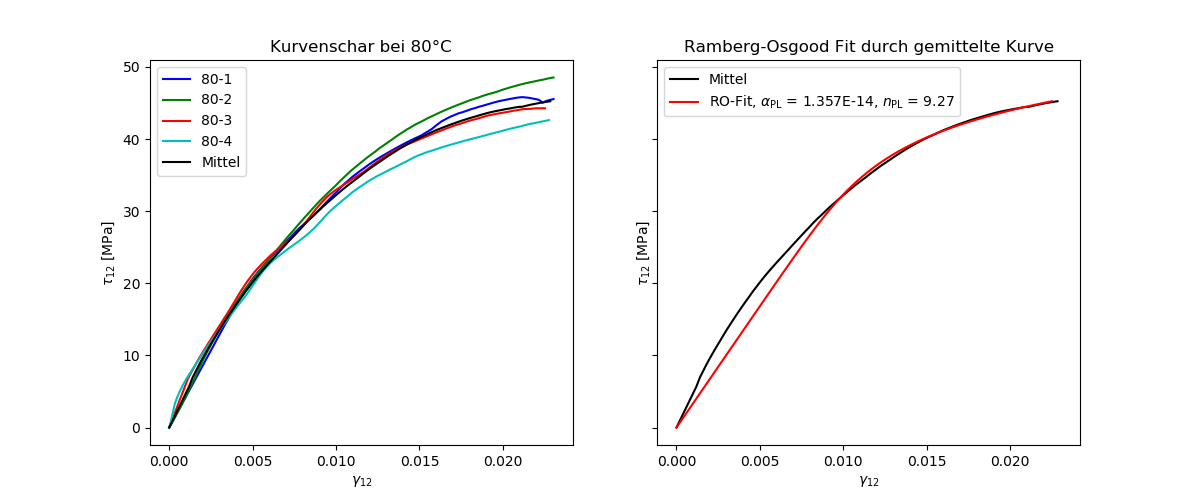 Kurvenschar bei 80°C
50
40
30
20
10
0
τ₁₂ [MPa]
80-1
80-2
80-3
80-4
Mittel
0.000 0.005 0.010 0.015 0.020
γ₁₂
Ramberg-Osgood Fit durch gemittelte Kurve
τ₁₂ [MPa]
Mittel
RO-Fit, α_PL = 1.357E-14, n_PL = 9.27
0.000 0.005 0.010 0.015 0.020
γ₁₂